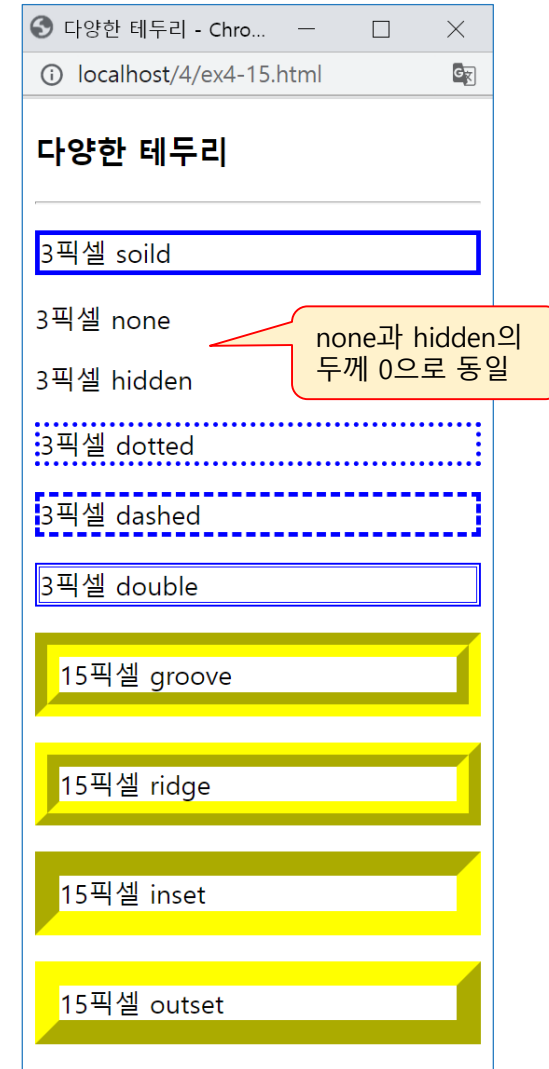 다양한 테두리 - Chro...
localhost/4/ex4-15.html
다양한 테두리
3픽셀 soild
3픽셀 none
none과 hidden의
두께 0으로 동일
3픽셀 hidden
3픽셀 dotted
3픽셀 dashed
3픽셀 double
15픽셀 groove
15픽셀 ridge
15픽셀 inset
15픽셀 outset